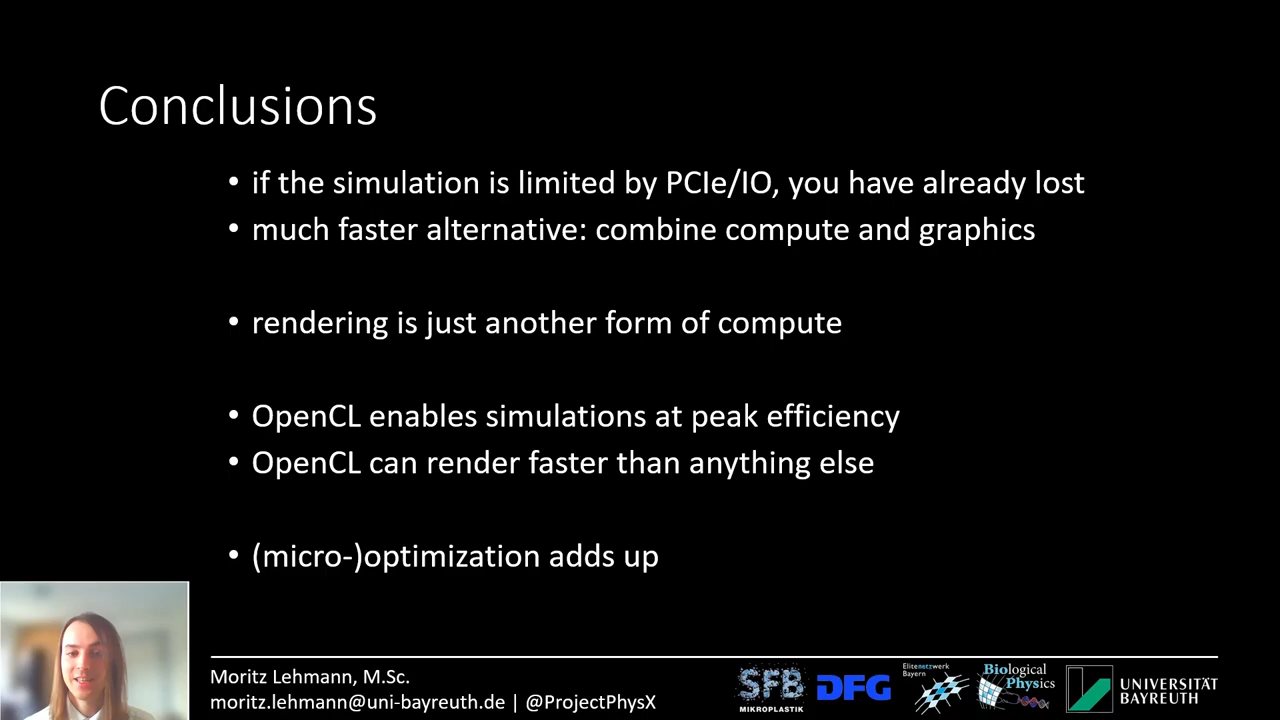 Conclusions
• if the simulation is limited by PCIe/IO, you have already lost
• much faster alternative: combine compute and graphics
• rendering is just another form of compute
• OpenCL enables simulations at peak efficiency
• OpenCL can render faster than anything else
• (micro-)optimization adds up
Moritz Lehmann, M.Sc.
moritz.lehmann@uni-bayreuth.de | @ProjectPhysX
SFB
MIKROPLASTIK
DFG
Elitenetzwerk
Bayern
Biological
Physics
UNIVERSITÄT
BAYREUTH